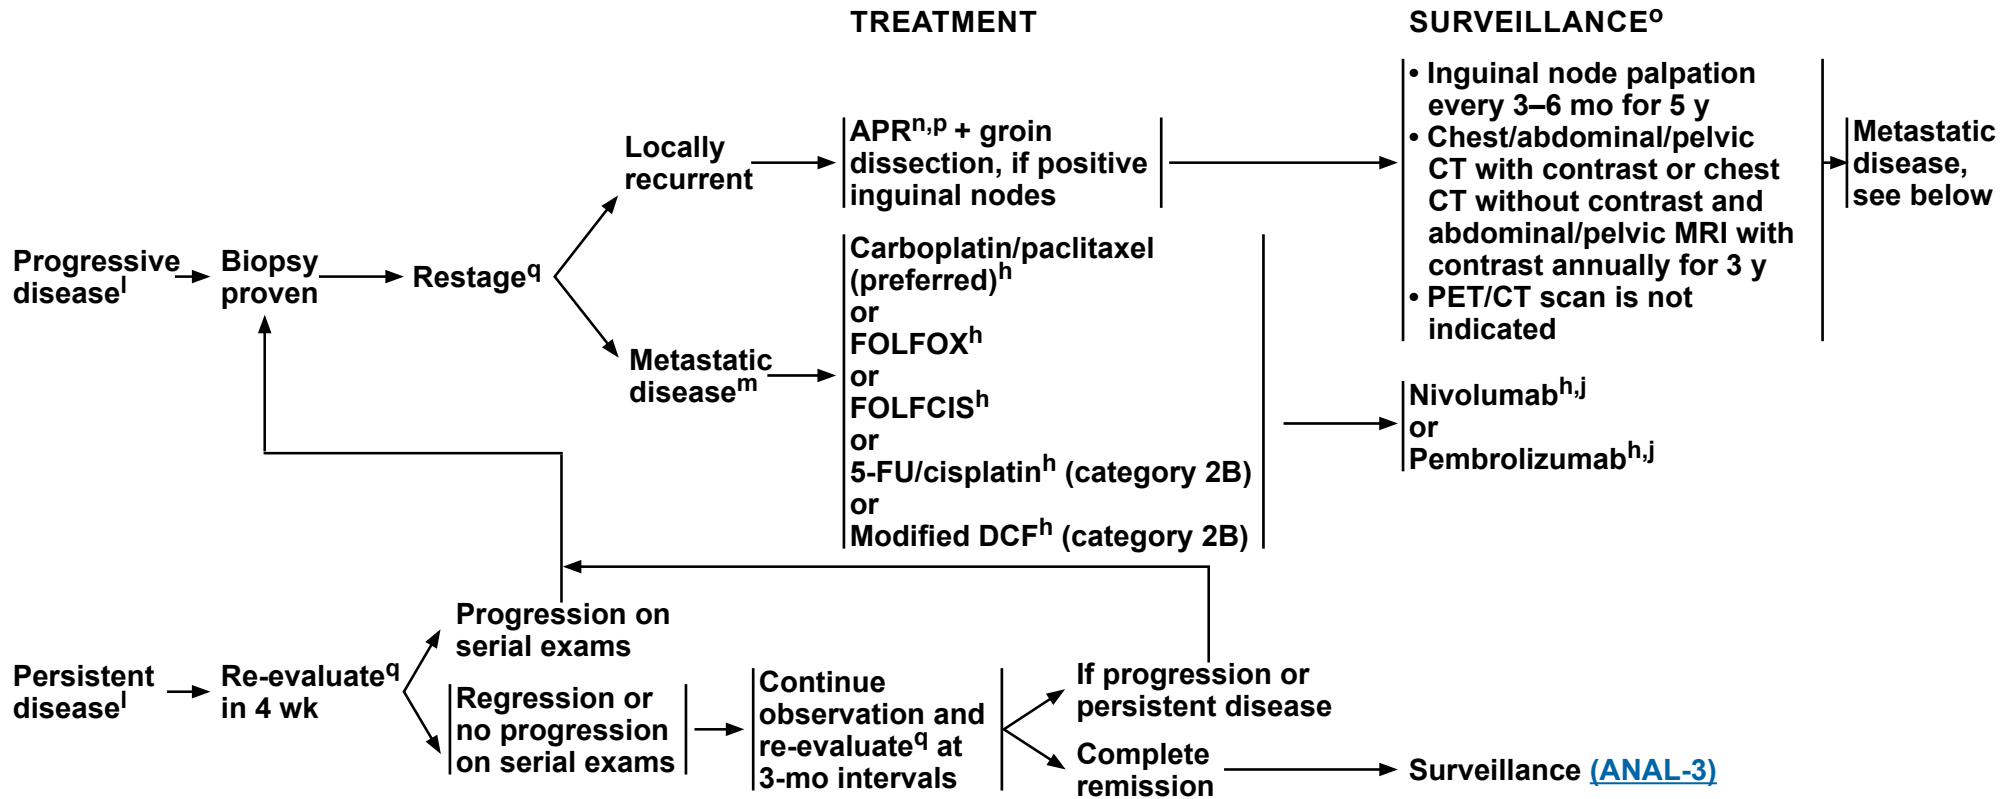 TREATMENT
SURVEILLANCEᵒ
Progressive
diseaseˡ
Biopsy
proven
Restage^q
Locally
recurrent
APRⁿ,ᵖ + groin
dissection, if positive
inguinal nodes
• Inguinal node palpation
every 3–6 mo for 5 y
• Chest/abdominal/pelvic
CT with contrast or chest
CT without contrast and
abdominal/pelvic MRI with
contrast annually for 3 y
• PET/CT scan is not
indicated
Metastatic
disease,
see below
Metastatic
diseaseᵐ
Carboplatin/paclitaxel
(preferred)ʰ
or
FOLFOXʰ
or
FOLFCISʰ
or
5-FU/cisplatinʰ (category 2B)
or
Modified DCFʰ (category 2B)
Nivolumabʰ,ʲ
or
Pembrolizumabʰ,ʲ
Persistent
diseaseˡ
Re-evaluate^q
in 4 wk
Progression on
serial exams
Regression or
no progression
on serial exams
Continue
observation and
re-evaluate^q at
3-mo intervals
If progression or
persistent disease
Complete
remission
Surveillance (ANAL-3)